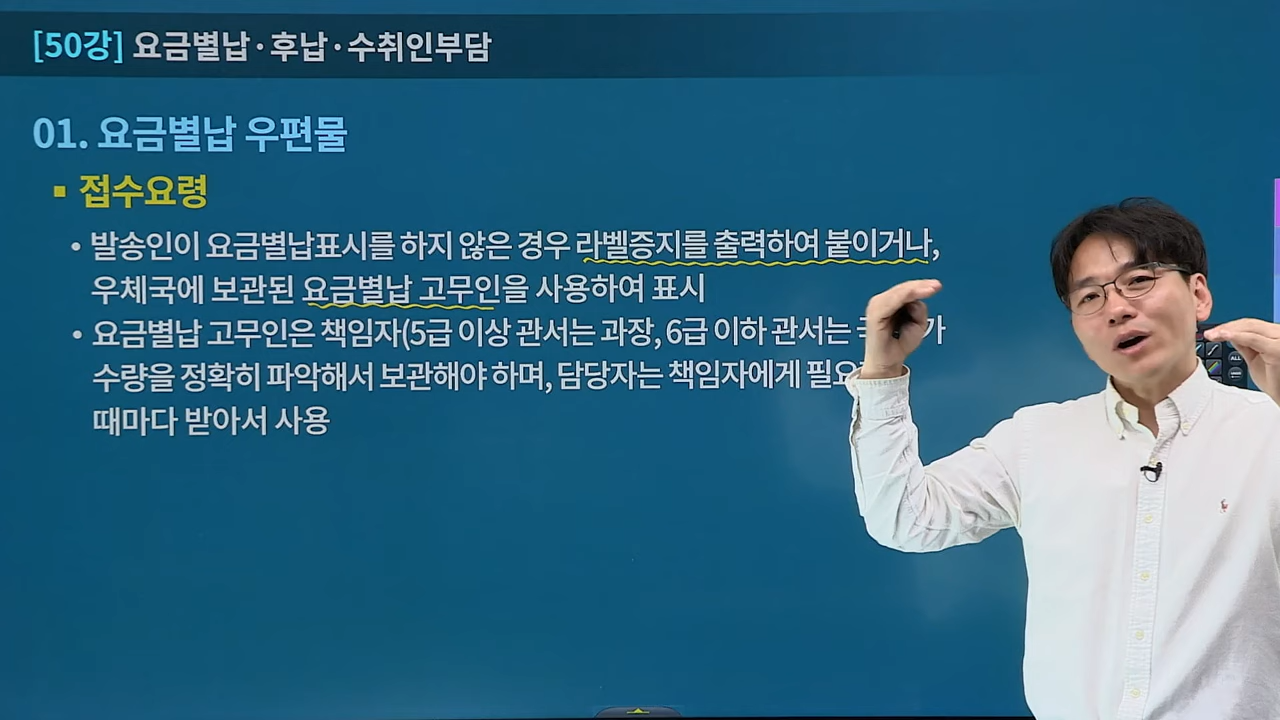 [50강] 요금별납·후납·수취인부담
01. 요금별납 우편물
▪ 접수요령
• 발송인이 요금별납표시를 하지 않은 경우 라벨증지를 출력하여 붙이거나,
우체국에 보관된 요금별납 고무인을 사용하여 표시
• 요금별납 고무인은 책임자(5급 이상 관서는 과장, 6급 이하 관서는
수량을 정확히 파악해서 보관해야 하며, 담당자는 책임자에게 필요
때마다 받아서 사용
ALL